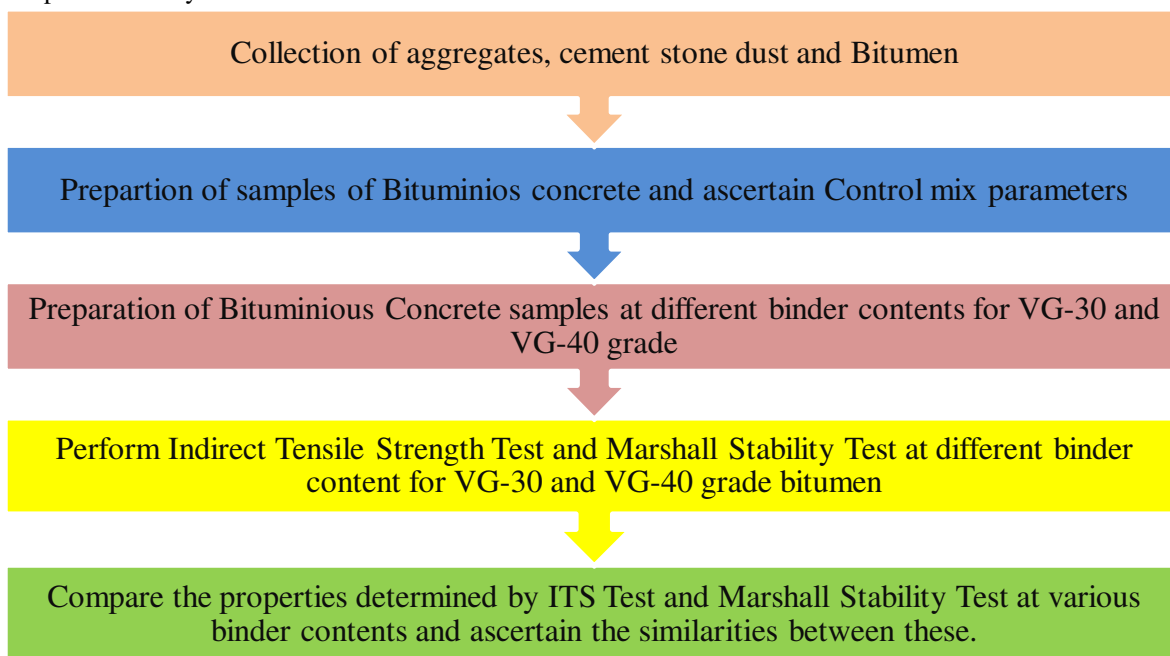 Collection of aggregates, cement stone dust and Bitumen
Prepartion of samples of Bituminios concrete and ascertain Control mix parameters
Preparation of Bituminious Concrete samples at different binder contents for VG-30 and
VG-40 grade
Perform Indirect Tensile Strength Test and Marshall Stability Test at different binder
content for VG-30 and VG-40 grade bitumen
Compare the properties determined by ITS Test and Marshall Stability Test at various
binder contents and ascertain the similarities between these.